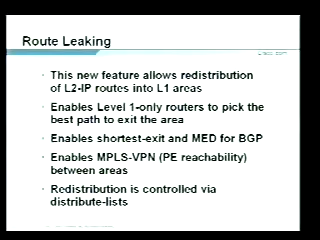 Route Leaking
· This new feature allows redistribution
of L2-IP routes into L1 areas
· Enables Level 1-only routers to pick the
best path to exit the area
· Enables shortest-exit and MED for BGP
· Enables MPLS-VPN (PE reachability)
between areas
· Redistribution is controlled via
distribute-lists